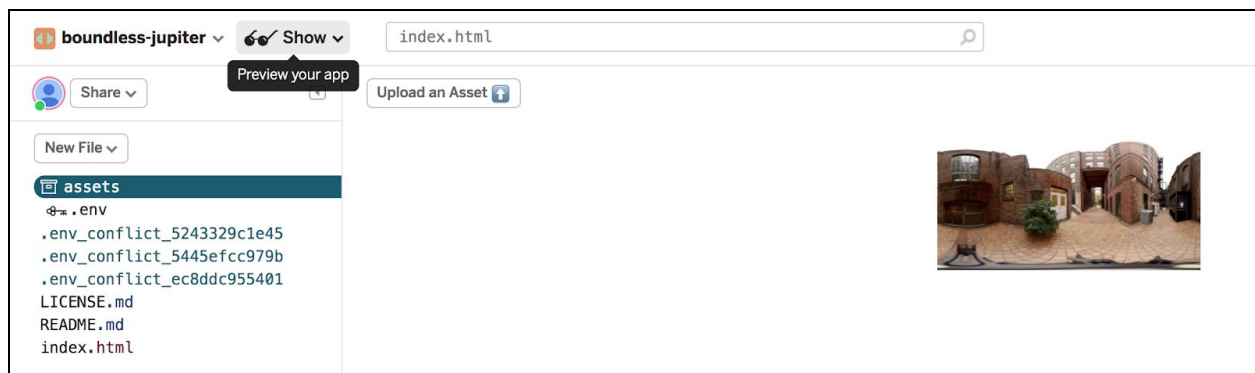 boundless-jupiter Show index.html
Preview your app
Share Upload an Asset
New File
assets
.env
.env_conflict_5243329c1e45
.env_conflict_5445efcc979b
.env_conflict_ec8ddc955401
LICENSE.md
README.md
index.html